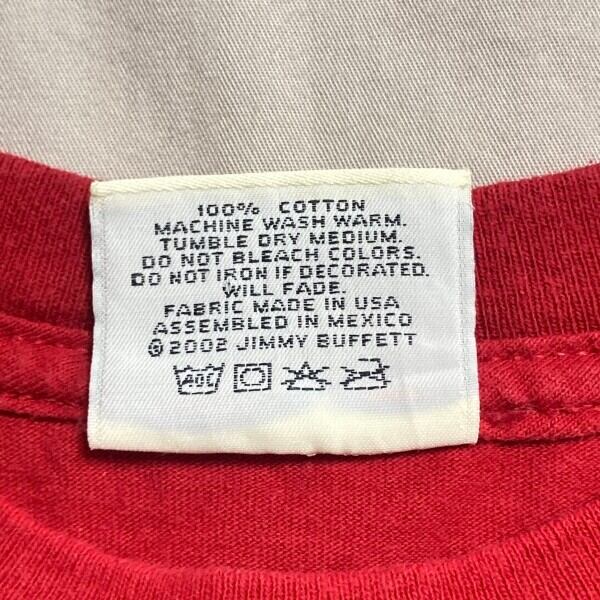 100% COTTON
MACHINE WASH WARM.
TUMBLE DRY MEDIUM.
DO NOT BLEACH COLORS.
DO NOT IRON IF DECORATED.
WILL FADE.
FABRIC MADE IN USA
ASSEMBLED IN MEXICO
© 2002 JIMMY BUFFETT
40C